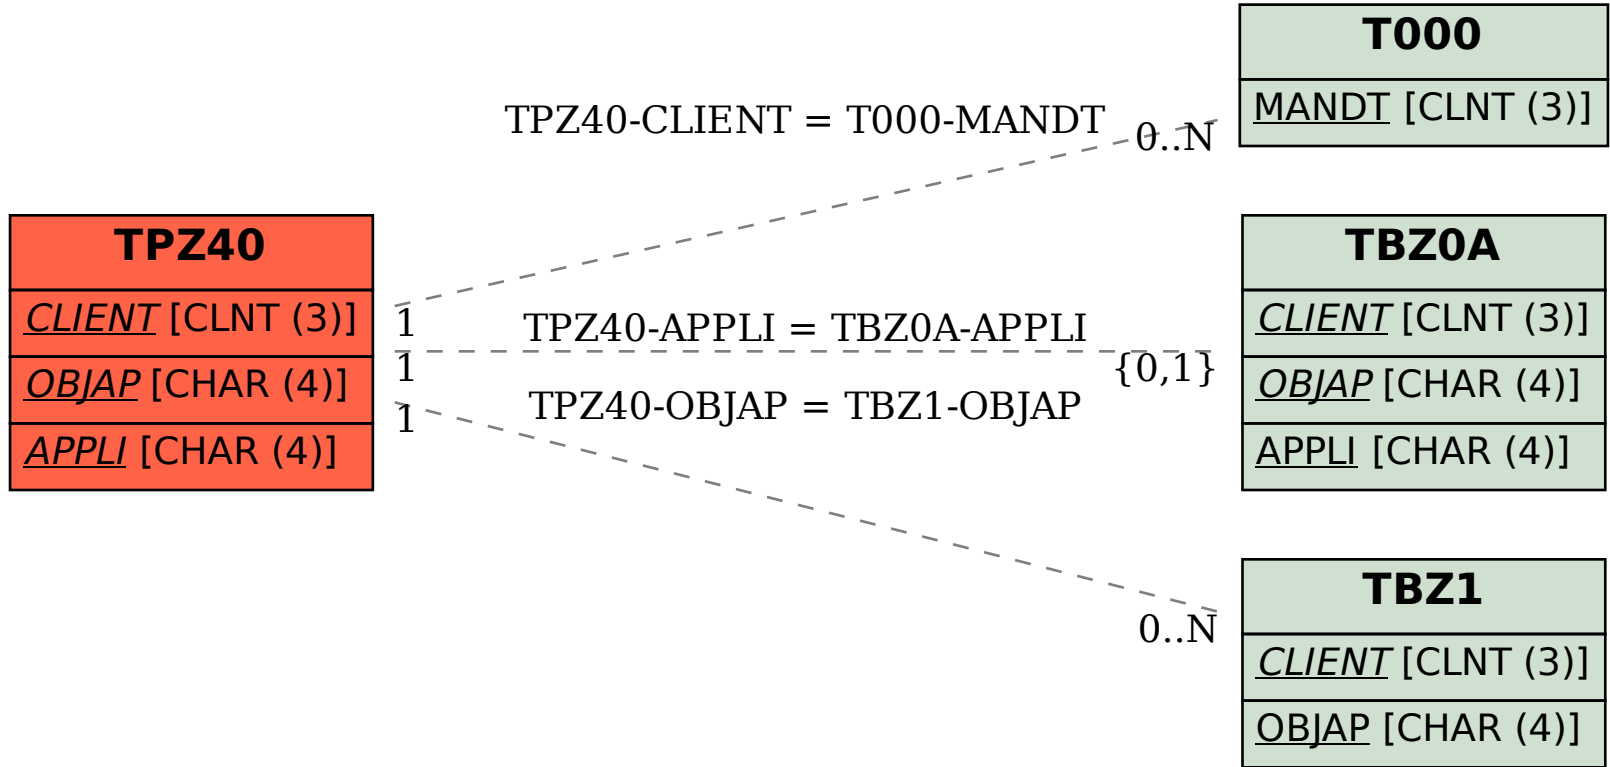 T000
MANDT [CLNT (3)]
TPZ40-CLIENT = T000-MANDT
0..N
TPZ40
CLIENT [CLNT (3)]
OBJAP [CHAR (4)]
APPLI [CHAR (4)]
1
TPZ40-APPLI = TBZ0A-APPLI
1
{0,1}
TPZ40-OBJAP = TBZ1-OBJAP
1
0..N
TBZ0A
CLIENT [CLNT (3)]
OBJAP [CHAR (4)]
APPLI [CHAR (4)]
TBZ1
CLIENT [CLNT (3)]
OBJAP [CHAR (4)]